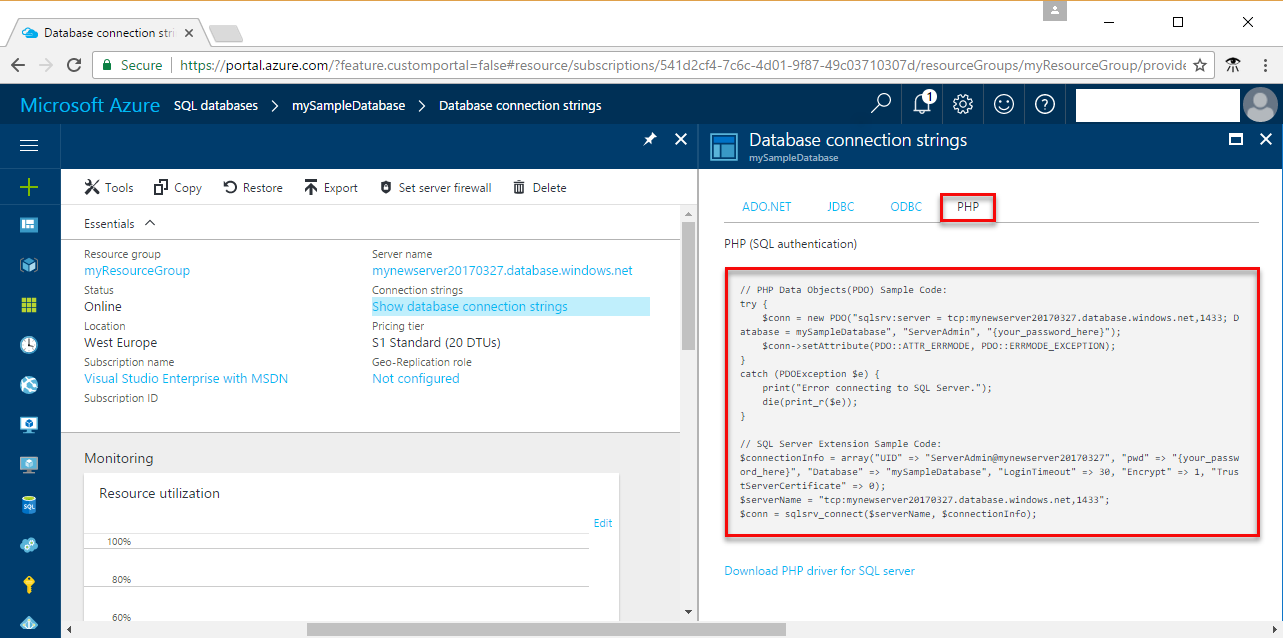 Database connection stri
Secure
https://portal.azure.com/?feature.customportal=false#resource/subscriptions/541d2cf4-7c6c-4d01-9f87-49c03710307d/resourceGroups/myResourceGroup/provide
Microsoft Azure SQL databases > mySampleDatabase > Database connection strings
1
Database connection strings
mySampleDatabase
Tools Copy Restore Export Set server firewall Delete
Essentials
Resource group
myResourceGroup
Status
Online
Location
West Europe
Subscription name
Visual Studio Enterprise with MSDN
Subscription ID
Server name
mynewserver20170327.database.windows.net
Connection strings
Show database connection strings
Pricing tier
S1 Standard (20 DTUs)
Geo-Replication role
Not configured
Monitoring
Resource utilization
Edit
100%
80%
60%
SQL
ADO.NET JDBC ODBC PHP
PHP (SQL authentication)
// PHP Data Objects(PDO) Sample Code:
try {
$conn = new PDO("sqlsrv:server = tcp:mynewserver20170327.database.windows.net,1433; D
atabase = mySampleDatabase", "ServerAdmin", "{your_password_here}");
$conn->setAttribute(PDO::ATTR_ERRMODE, PDO::ERRMODE_EXCEPTION);
}
catch (PDOException $e) {
print("Error connecting to SQL Server.");
die(print_r($e));
}
// SQL Server Extension Sample Code:
$connectionInfo = array("UID" => "ServerAdmin@mynewserver20170327", "pwd" => "{your_passw
ord_here}", "Database" => "mySampleDatabase", "LoginTimeout" => 30, "Encrypt" => 1, "Trus
tServerCertificate" => 0);
$serverName = "tcp:mynewserver20170327.database.windows.net,1433";
$conn = sqlsrv_connect($serverName, $connectionInfo);
Download PHP driver for SQL server